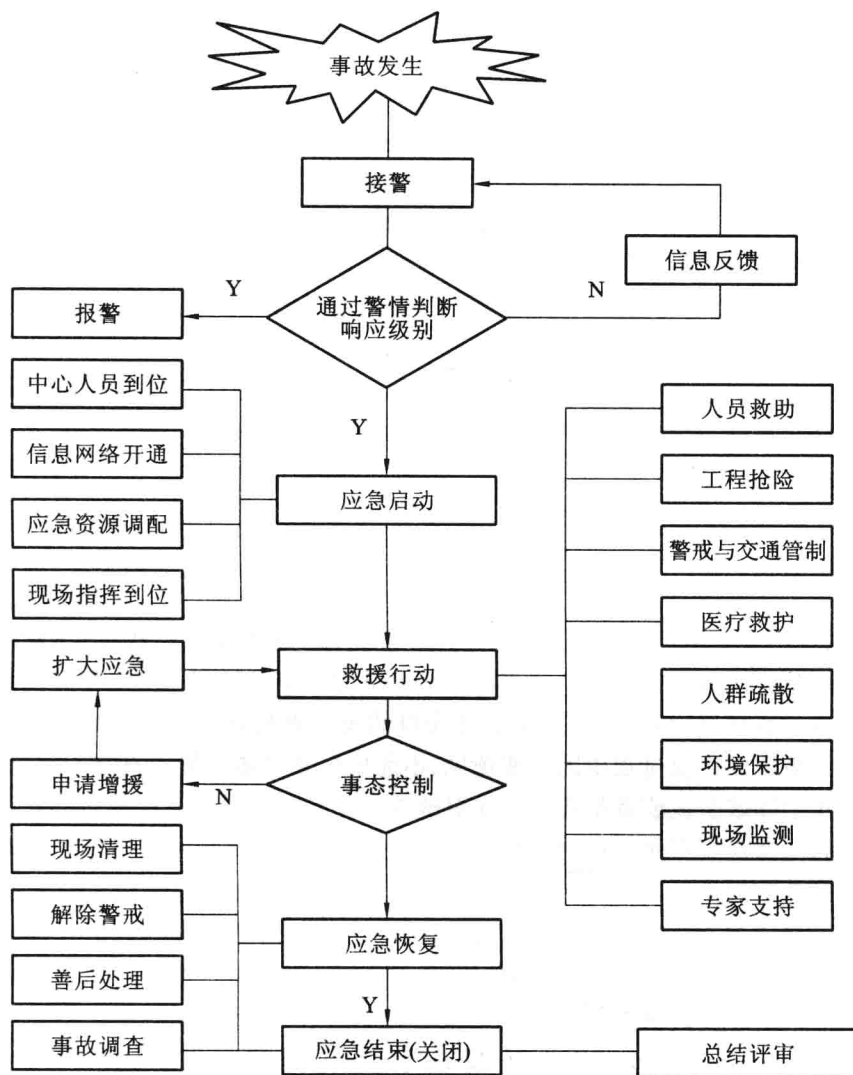 事故发生
接警
信息反馈
Y
N
通过警情判断
响应级别
报警
中心人员到位
人员救助
Y
信息网络开通
工程抢险
应急启动
应急资源调配
警戒与交通管制
现场指挥到位
医疗救护
扩大应急
救援行动
人群疏散
环境保护
申请增援
N
事态控制
现场清理
现场监测
解除警戒
专家支持
应急恢复
善后处理
Y
事故调查
应急结束(关闭)
总结评审